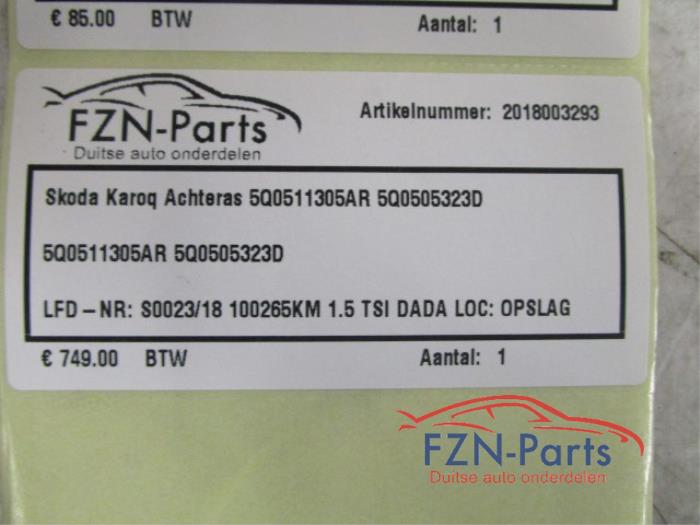 € 85.00 BTW Aantal: 1
FZN-Parts
Duitse auto onderdelen
Artikelnummer: 2018003293
Skoda Karoq Achteras 5Q0511305AR 5Q0505323D
5Q0511305AR 5Q0505323D
LFD-NR: S0023/18 100265KM 1.5 TSI DADA LOC: OPSLAG
€ 749.00 BTW Aantal: 1
FZN-Parts
Duitse auto onderdelen